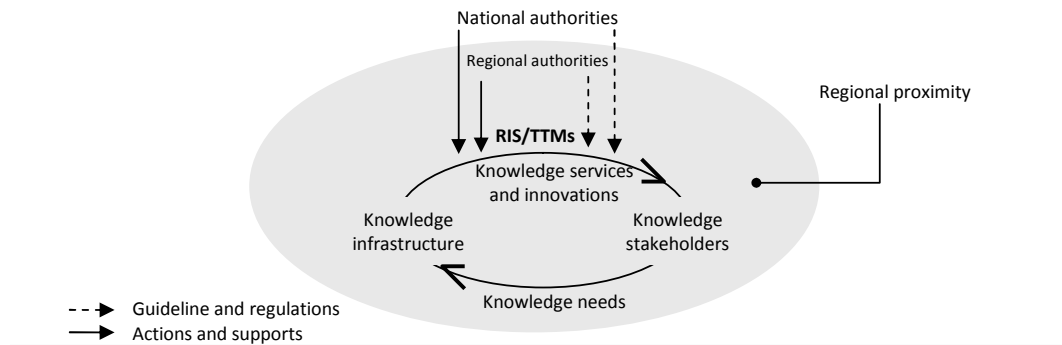 National authorities
Regional authorities
Regional proximity
RIS/TTMs
Knowledge services
and innovations
Knowledge
infrastructure
Knowledge
stakeholders
Knowledge needs
Guideline and regulations
Actions and supports